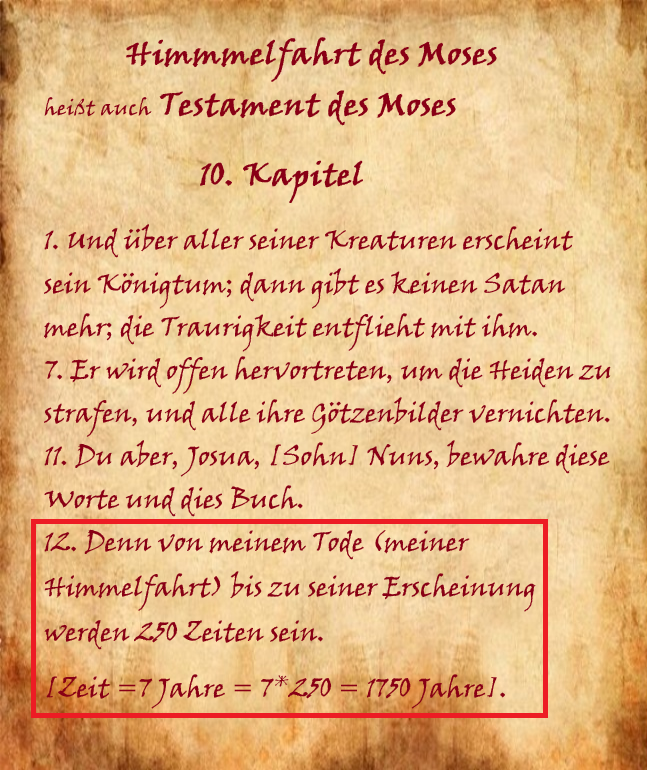 Himmmelfahrt des Moses
heißt auch Testament des Moses
10. Kapitel
1. Und über aller seiner Kreaturen erscheint
sein Königtum; dann gibt es keinen Satan
mehr; die Traurigkeit entflieht mit ihm.
7. Er wird offen hervortreten, um die Heiden zu
strafen, und alle ihre Götzenbilder vernichten.
11. Du aber, Josua, [Sohn] Nuns, bewahre diese
Worte und dies Buch.
12. Denn von meinem Tode (meiner
Himmelfahrt) bis zu seiner Erscheinung
werden 250 Zeiten sein.
[Zeit =7 Jahre = 7*250 = 1750 Jahre].